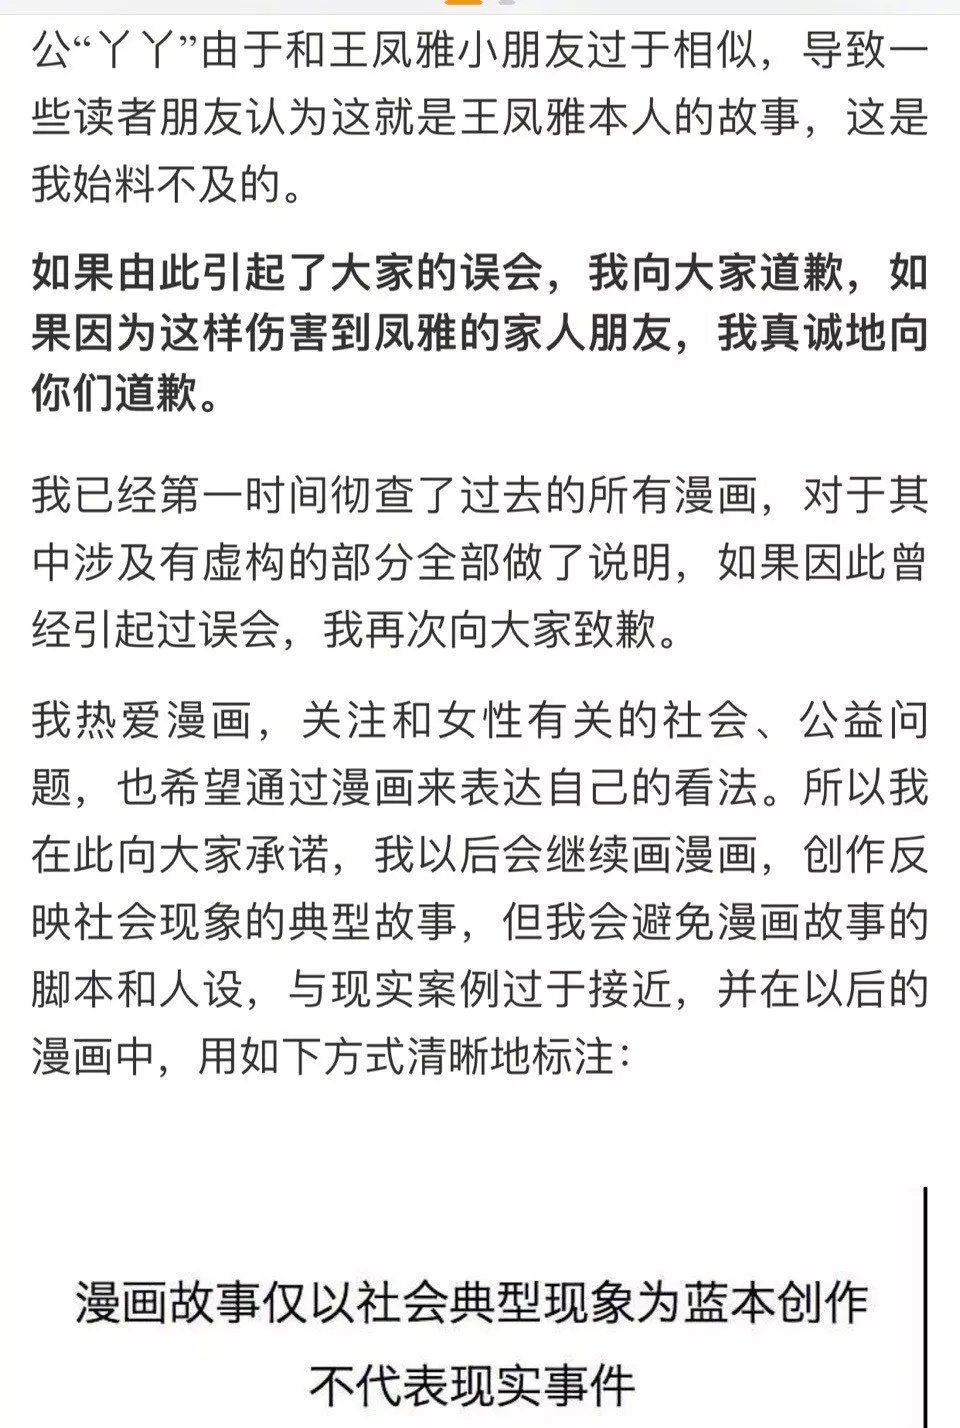 公“丫丫”由于和王凤雅小朋友过于相似，导致一
些读者朋友认为这就是王凤雅本人的故事，这是
我始料不及的。
如果由此引起了大家的误会，我向大家道歉，如
果因为这样伤害到凤雅的家人朋友，我真诚地向
你们道歉。
我已经第一时间彻查了过去的所有漫画，对于其
中涉及有虚构的部分全部做了说明，如果因此曾
经引起过误会，我再次向大家致歉。
我热爱漫画，关注和女性有关的社会、公益问
题，也希望通过漫画来表达自己的看法。所以我
在此向大家承诺，我以后会继续画漫画，创作反
映社会现象的典型故事，但我会避免漫画故事的
脚本和人设，与现实案例过于接近，并在以后的
漫画中，用如下方式清晰地标注：
漫画故事仅以社会典型现象为蓝本创作
不代表现实事件